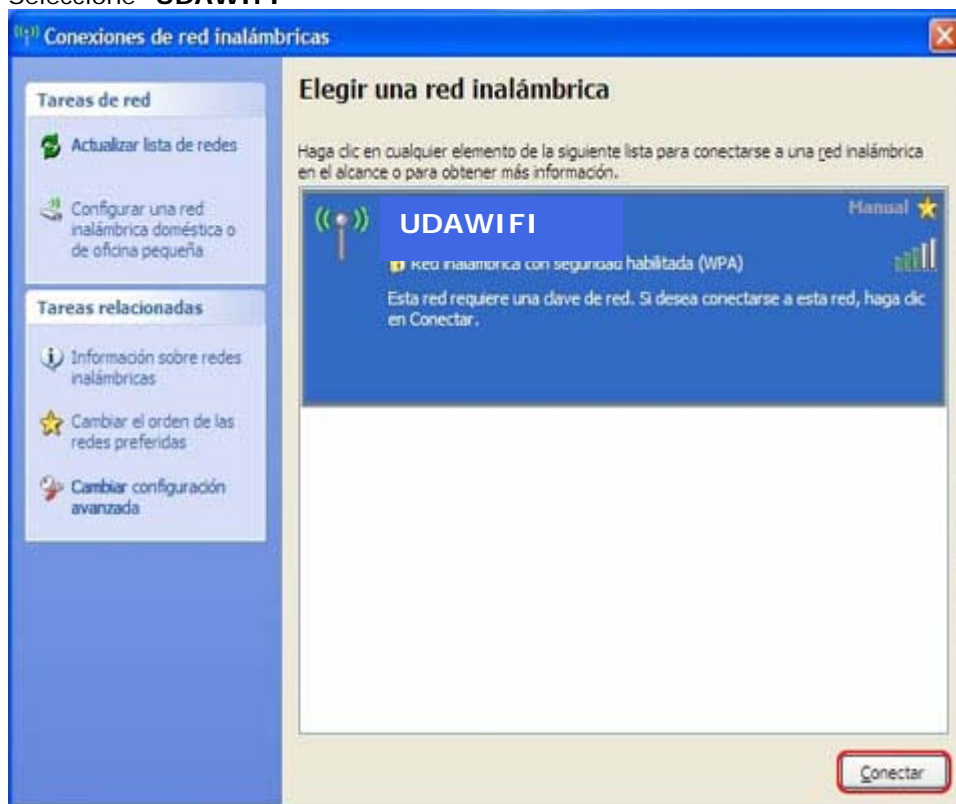 Seleccione "UDAWIFI"
Conexiones de red inalámbricas
Tareas de red
Actualizar lista de redes
Configurar una red
inalámbrica doméstica o
de oficina pequeña
Tareas relacionadas
Información sobre redes
inalámbricas
Cambiar el orden de las
redes preferidas
Cambiar configuración
avanzada
Elegir una red inalámbrica
Haga clic en cualquier elemento de la siguiente lista para conectarse a una red inalámbrica
en el alcance o para obtener más información.
UDAWIFI
Manual
Red inalámbrica con seguridad habilitada (WPA)
Esta red requiere una clave de red. Si desea conectarse a esta red, haga clic
en Conectar.
Conectar